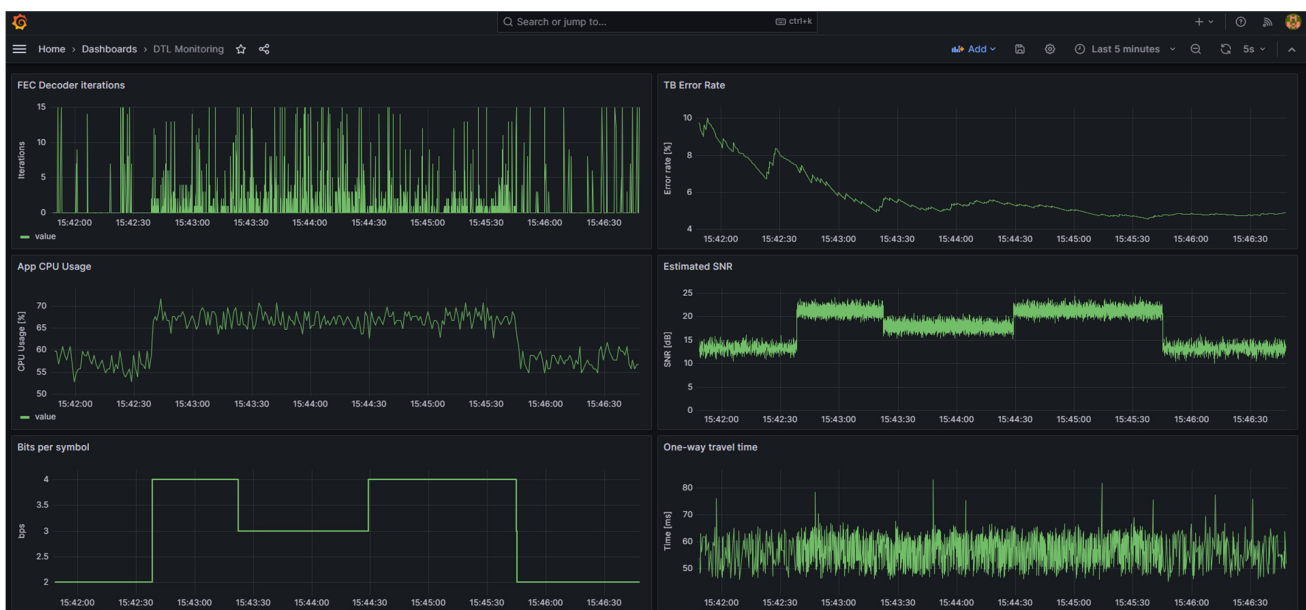 Search or jump to... ctrl+k
Home › Dashboards › DTL Monitoring Add Last 5 minutes 5s
FEC Decoder iterations
15
10
5
0
Iterations
15:42:00 15:42:30 15:43:00 15:43:30 15:44:00 15:44:30 15:45:00 15:45:30 15:46:00 15:46:30
value
TB Error Rate
10
8
6
4
Error rate [%]
15:42:00 15:42:30 15:43:00 15:43:30 15:44:00 15:44:30 15:45:00 15:45:30 15:46:00 15:46:30
App CPU Usage
70
65
60
55
50
CPU Usage [%]
15:42:00 15:42:30 15:43:00 15:43:30 15:44:00 15:44:30 15:45:00 15:45:30 15:46:00 15:46:30
value
Estimated SNR
25
20
15
10
5
0
SNR [dB]
15:42:00 15:42:30 15:43:00 15:43:30 15:44:00 15:44:30 15:45:00 15:45:30 15:46:00 15:46:30
Bits per symbol
4
3.5
3
2.5
2
bps
15:42:00 15:42:30 15:43:00 15:43:30 15:44:00 15:44:30 15:45:00 15:45:30 15:46:00 15:46:30
One-way travel time
80
70
60
50
Time [ms]
15:42:00 15:42:30 15:43:00 15:43:30 15:44:00 15:44:30 15:45:00 15:45:30 15:46:00 15:46:30